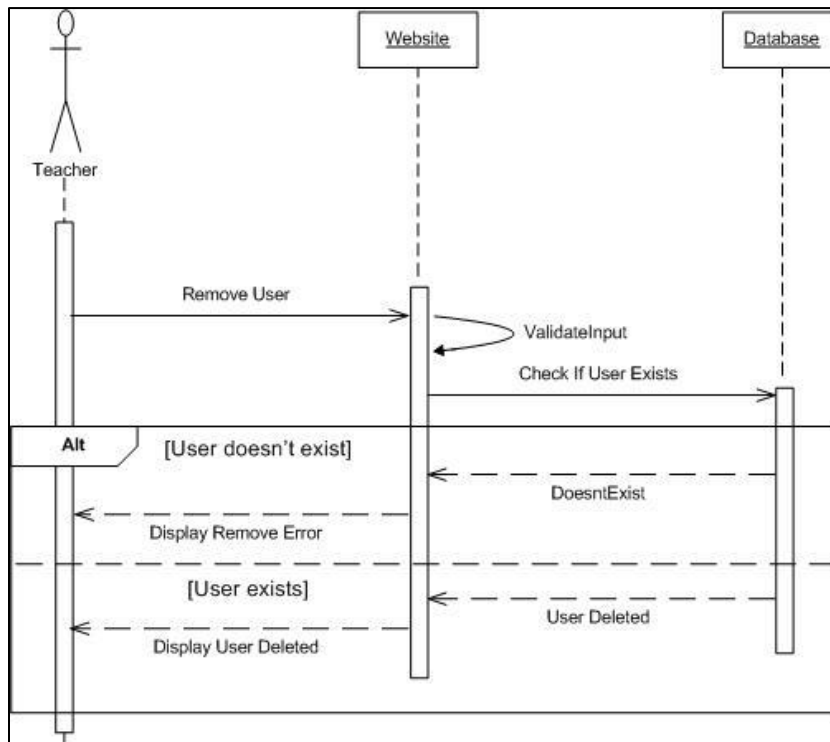 Website
Database
Teacher
Remove User
ValidateInput
Check If User Exists
Alt
[User doesn't exist]
DoesntExist
Display Remove Error
[User exists]
User Deleted
Display User Deleted